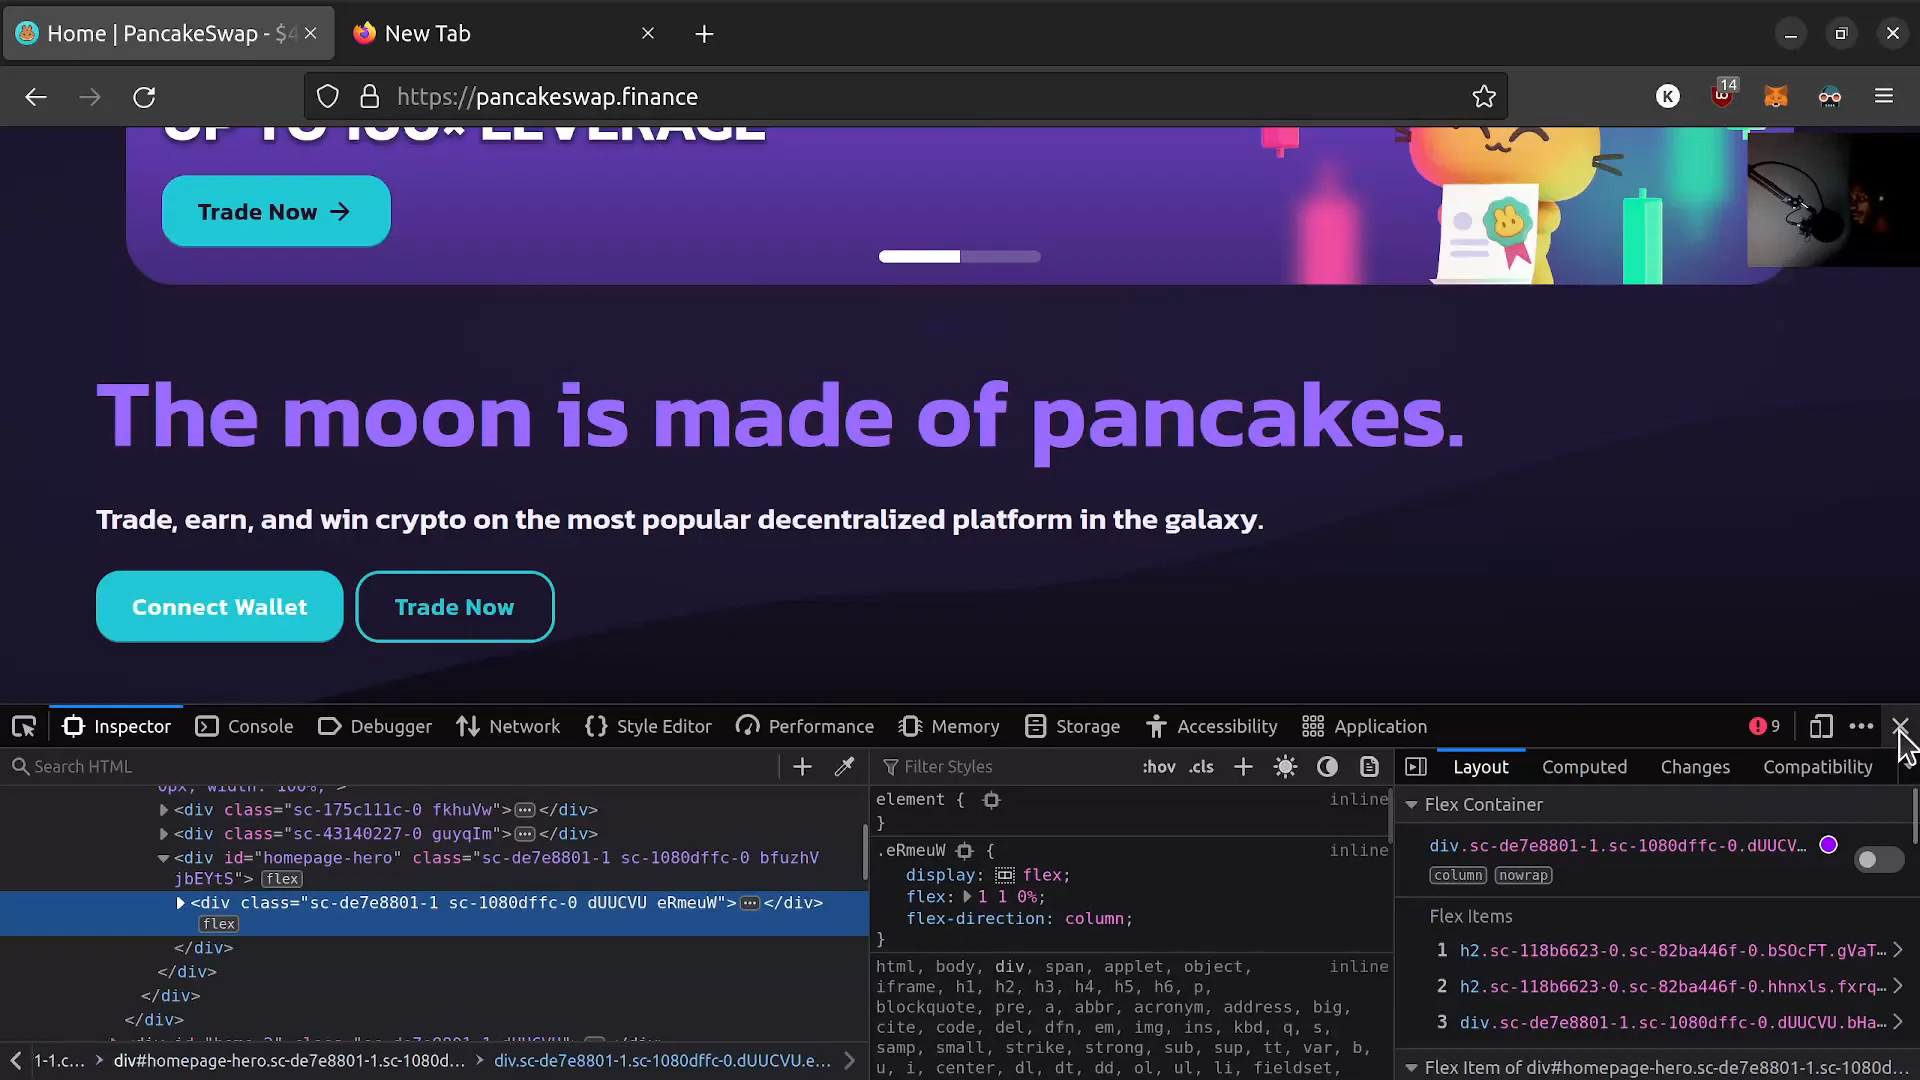 Home | PancakeSwap - $4
New Tab
https://pancakeswap.finance
K
14
UP TO 100× LEVERAGE
Trade Now →
The moon is made of pancakes.
Trade, earn, and win crypto on the most popular decentralized platform in the galaxy.
Connect Wallet
Trade Now
Inspector
Console
Debugger
Network
Style Editor
Performance
Memory
Storage
Accessibility
Application
9
Search HTML
Filter Styles
:hov
.cls
Layout
Computed
Changes
Compatibility
0px; width: 100%;">
<div class="sc-175c111c-0 fkhuVw">⋯</div>
<div class="sc-43140227-0 guyqIm">⋯</div>
<div id="homepage-hero" class="sc-de7e8801-1 sc-1080dffc-0 bfuzhV
jbEYtS"> flex
<div class="sc-de7e8801-1 sc-1080dffc-0 dUUCVU eRmeuW">⋯</div>
flex
</div>
</div>
</div>
</div>
1-1.c…
div#homepage-hero.sc-de7e8801-1.sc-1080d…
div.sc-de7e8801-1.sc-1080dffc-0.dUUCVU.e…
element { inline
}
.eRmeuW { inline
display: flex;
flex: 1 1 0%;
flex-direction: column;
}
html, body, div, span, applet, object, inline
iframe, h1, h2, h3, h4, h5, h6, p,
blockquote, pre, a, abbr, acronym, address, big,
cite, code, del, dfn, em, img, ins, kbd, q, s,
samp, small, strike, strong, sub, sup, tt, var, b,
u, i, center, dl, dt, dd, ol, ul, li, fieldset,
Flex Container
div.sc-de7e8801-1.sc-1080dffc-0.dUUCV…
column nowrap
Flex Items
1 h2.sc-118b6623-0.sc-82ba446f-0.bSOcFT.gVaT…
2 h2.sc-118b6623-0.sc-82ba446f-0.hhnxls.fxrq…
3 div.sc-de7e8801-1.sc-1080dffc-0.dUUCVU.bHa…
Flex Item of div#homepage-hero.sc-de7e8801-1.sc-1080d…